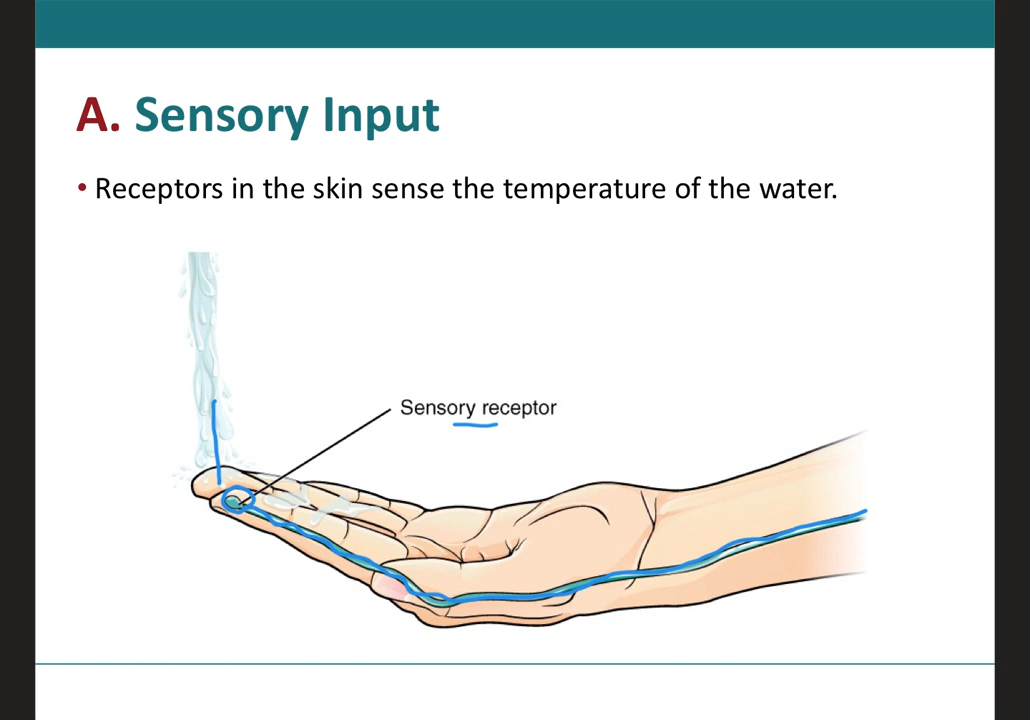 A. Sensory Input
• Receptors in the skin sense the temperature of the water.
Sensory receptor